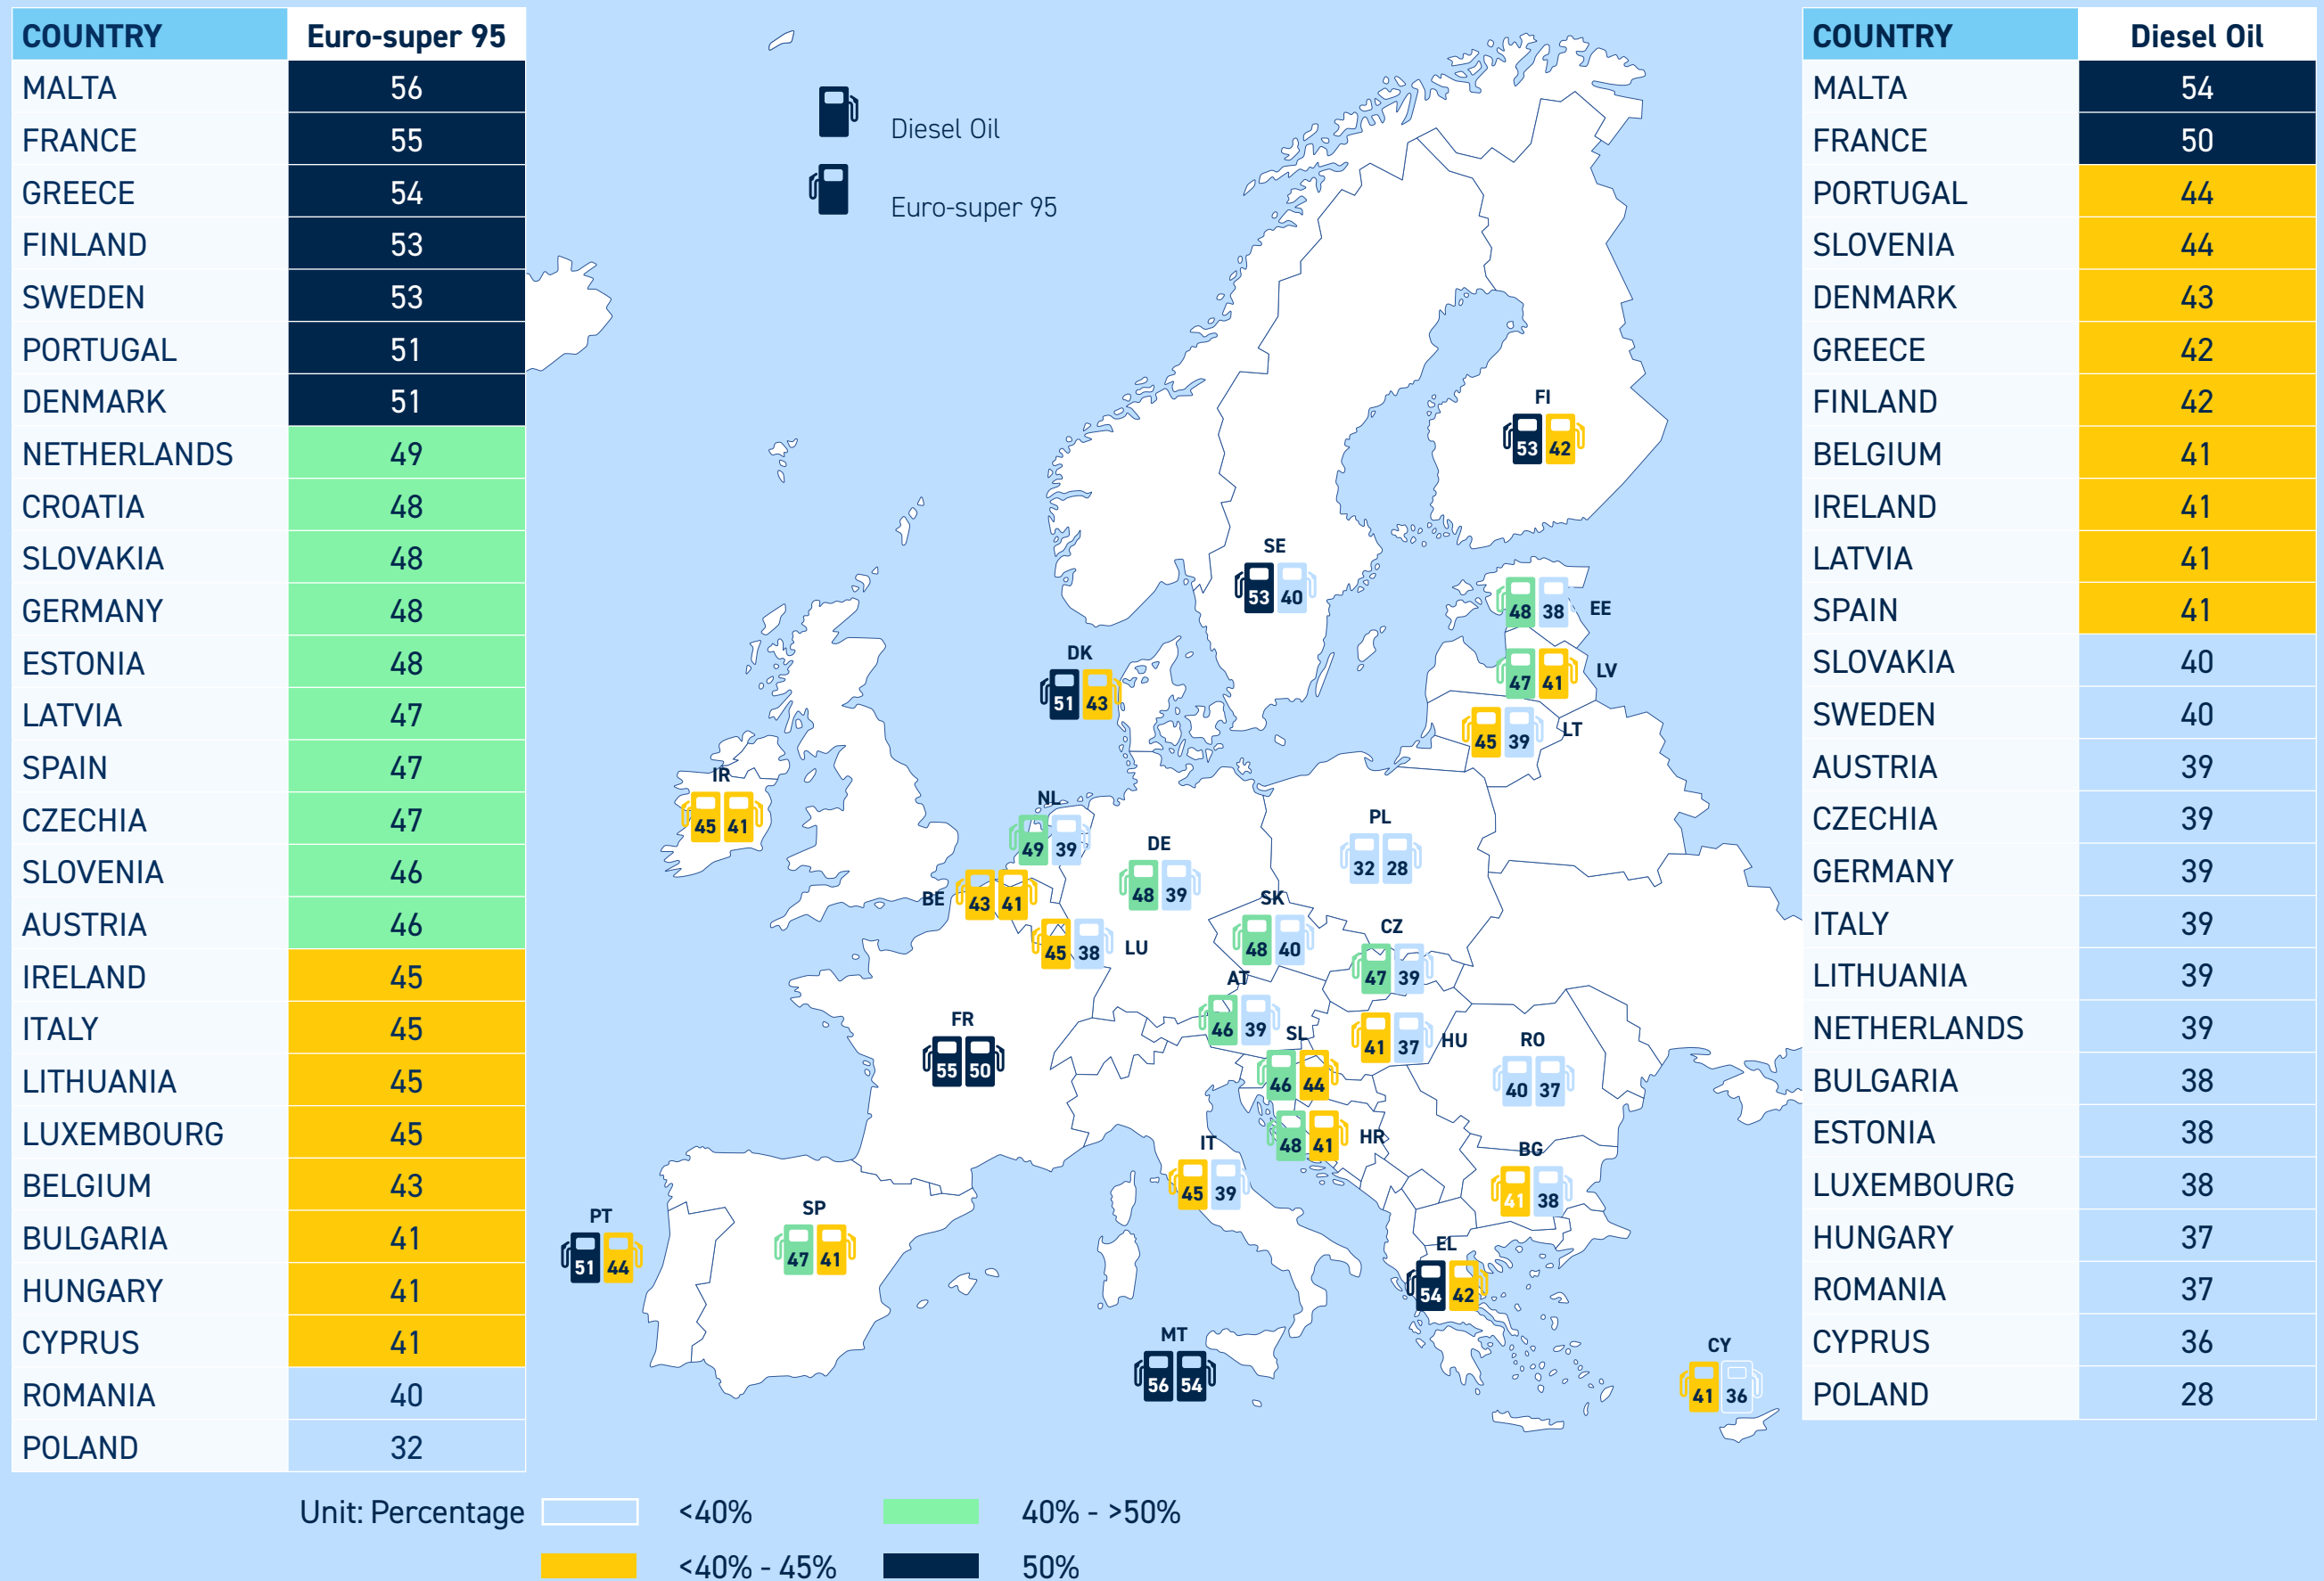 COUNTRY Euro-super 95
MALTA 56
FRANCE 55
GREECE 54
FINLAND 53
SWEDEN 53
PORTUGAL 51
DENMARK 51
NETHERLANDS 49
CROATIA 48
SLOVAKIA 48
GERMANY 48
ESTONIA 48
LATVIA 47
SPAIN 47
CZECHIA 47
SLOVENIA 46
AUSTRIA 46
IRELAND 45
ITALY 45
LITHUANIA 45
LUXEMBOURG 45
BELGIUM 43
BULGARIA 41
HUNGARY 41
CYPRUS 41
ROMANIA 40
POLAND 32
Diesel Oil
Euro-super 95
FI
53 42
SE
53 40
48 38 EE
DK
51 43
47 41 LV
45 39 LT
IR
45 41
NL
49 39
DE
48 39
PL
32 28
BE 43 41
SK
48 40
45 38 LU
CZ
47 39
AT
46 39
FR
55 50
SL
46 44
41 37 HU
RO
40 37
48 41 HR
IT
45 39
BG
41 38
PT
51 44
SP
47 41
EL
54 42
MT
56 54
CY
41 36
COUNTRY Diesel Oil
MALTA 54
FRANCE 50
PORTUGAL 44
SLOVENIA 44
DENMARK 43
GREECE 42
FINLAND 42
BELGIUM 41
IRELAND 41
LATVIA 41
SPAIN 41
SLOVAKIA 40
SWEDEN 40
AUSTRIA 39
CZECHIA 39
GERMANY 39
ITALY 39
LITHUANIA 39
NETHERLANDS 39
BULGARIA 38
ESTONIA 38
LUXEMBOURG 38
HUNGARY 37
ROMANIA 37
CYPRUS 36
POLAND 28
Unit: Percentage <40% 40% - >50%
<40% - 45% 50%